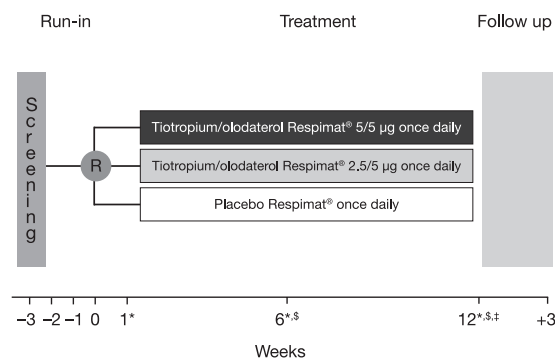 Run-in Treatment Follow up
Screening
Tiotropium/olodaterol Respimat® 5/5 µg once daily
R
Tiotropium/olodaterol Respimat® 2.5/5 µg once daily
Placebo Respimat® once daily
–3 –2 –1 0 1* 6*,$ 12*,$,‡ +3
Weeks